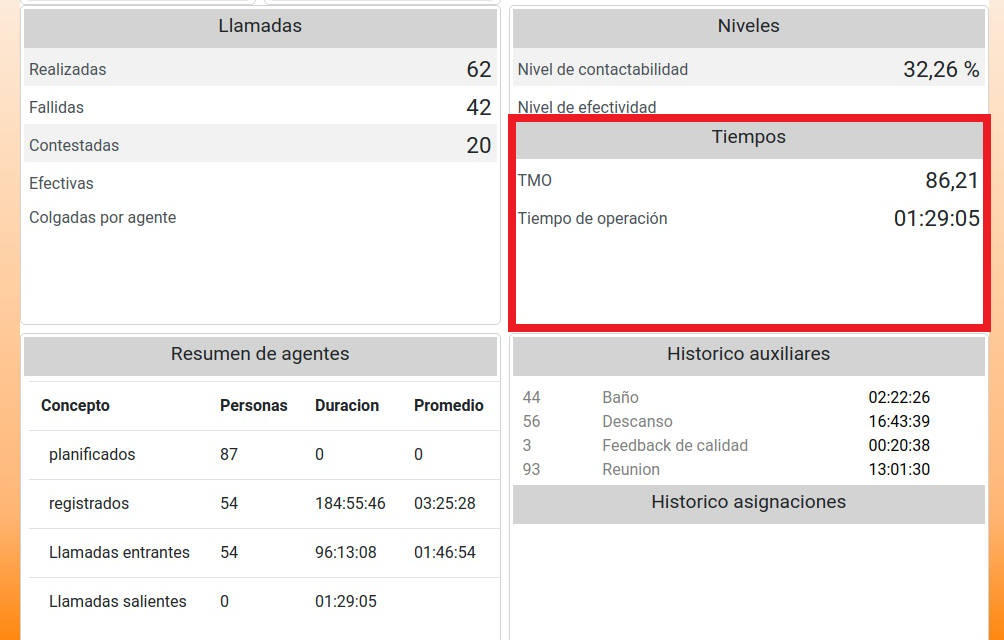 Llamadas
Realizadas 62
Fallidas 42
Contestadas 20
Efectivas
Colgadas por agente
Niveles
Nivel de contactabilidad 32,26 %
Nivel de efectividad
Tiempos
TMO 86,21
Tiempo de operación 01:29:05
Resumen de agentes
Concepto Personas Duracion Promedio
planificados 87 0 0
registrados 54 184:55:46 03:25:28
Llamadas entrantes 54 96:13:08 01:46:54
Llamadas salientes 0 01:29:05
Historico auxiliares
44 Baño 02:22:26
56 Descanso 16:43:39
3 Feedback de calidad 00:20:38
93 Reunion 13:01:30
Historico asignaciones